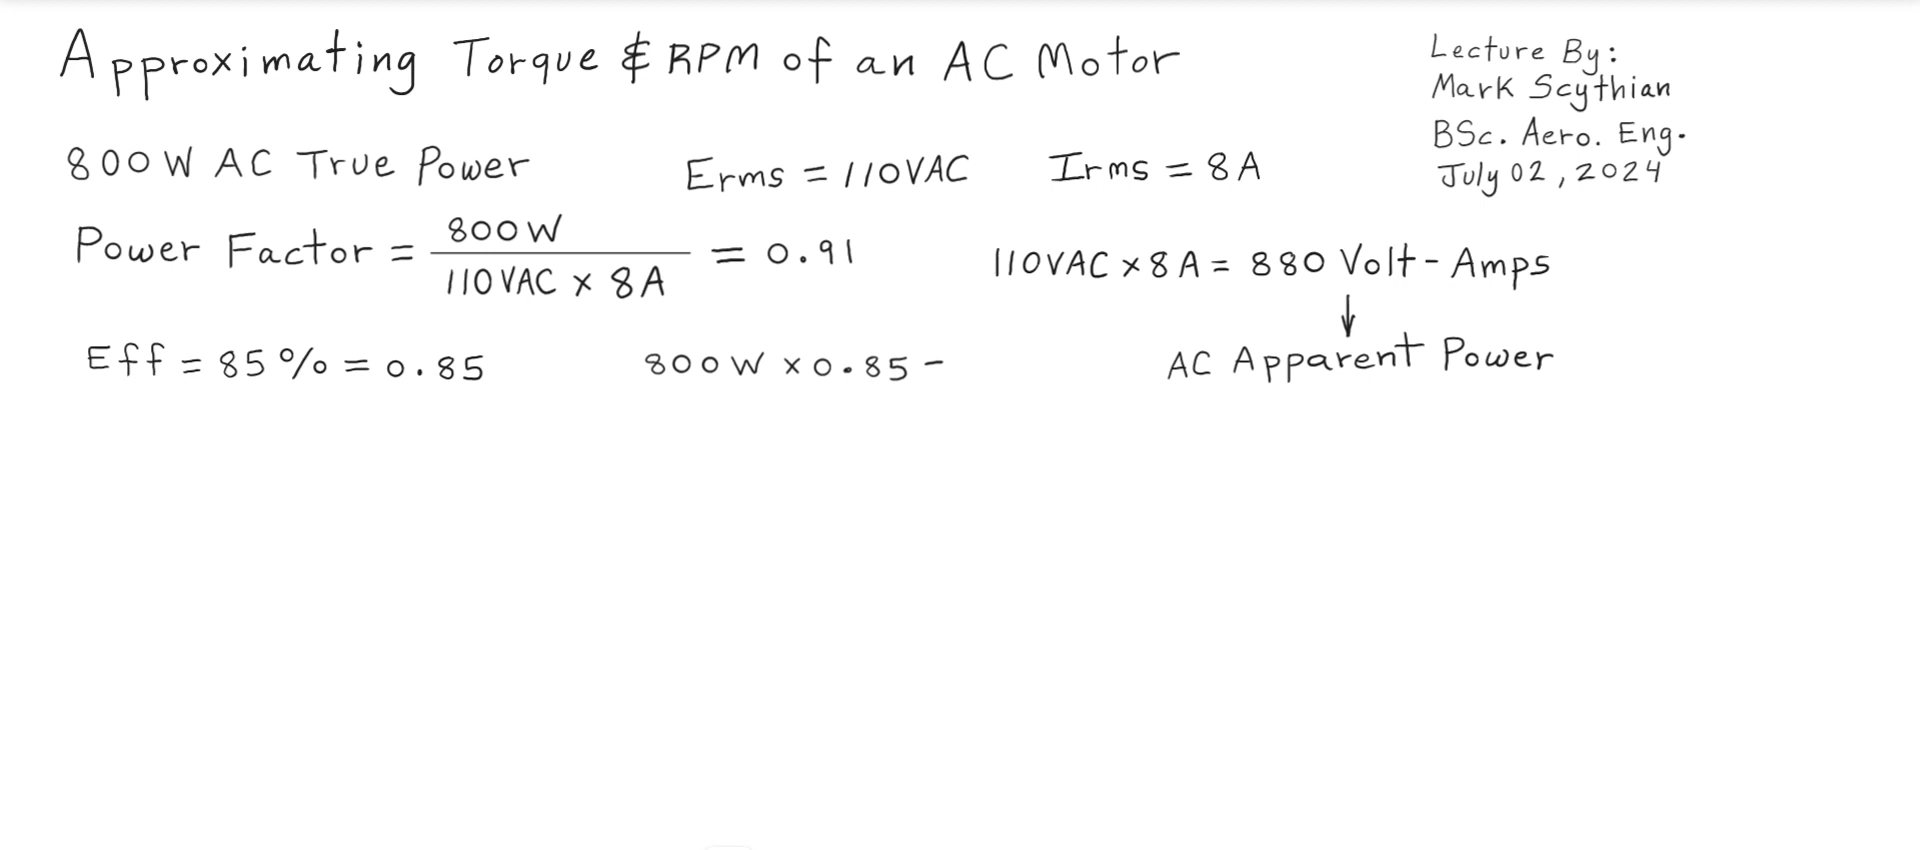 Approximating Torque & RPM of an AC Motor
Lecture By:
Mark Scythian
BSc. Aero. Eng.
July 02, 2024
800W AC True Power Erms = 110VAC Irms = 8A
Power Factor = 800W / 110VAC x 8A = 0.91 110VAC x 8A = 880 Volt-Amps
↓
Eff = 85% = 0.85 800W x 0.85 - AC Apparent Power